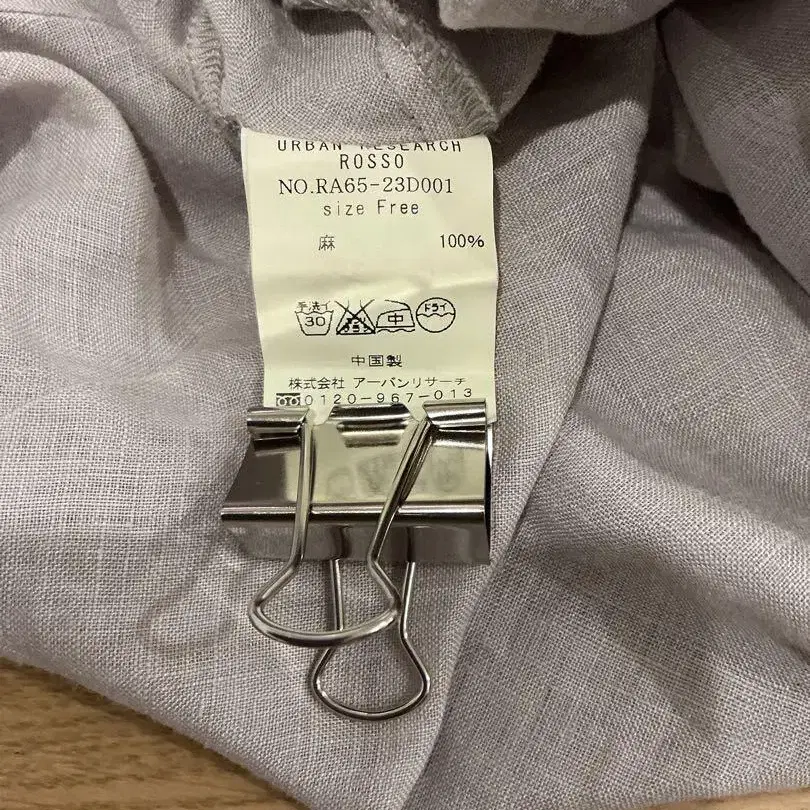 URBAN RESEARCH
ROSSO
NO.RA65-23D001
size Free
麻 100%
手洗イ 30 中 ドライ
中国製
株式会社 アーバンリサーチ
0120-967-013